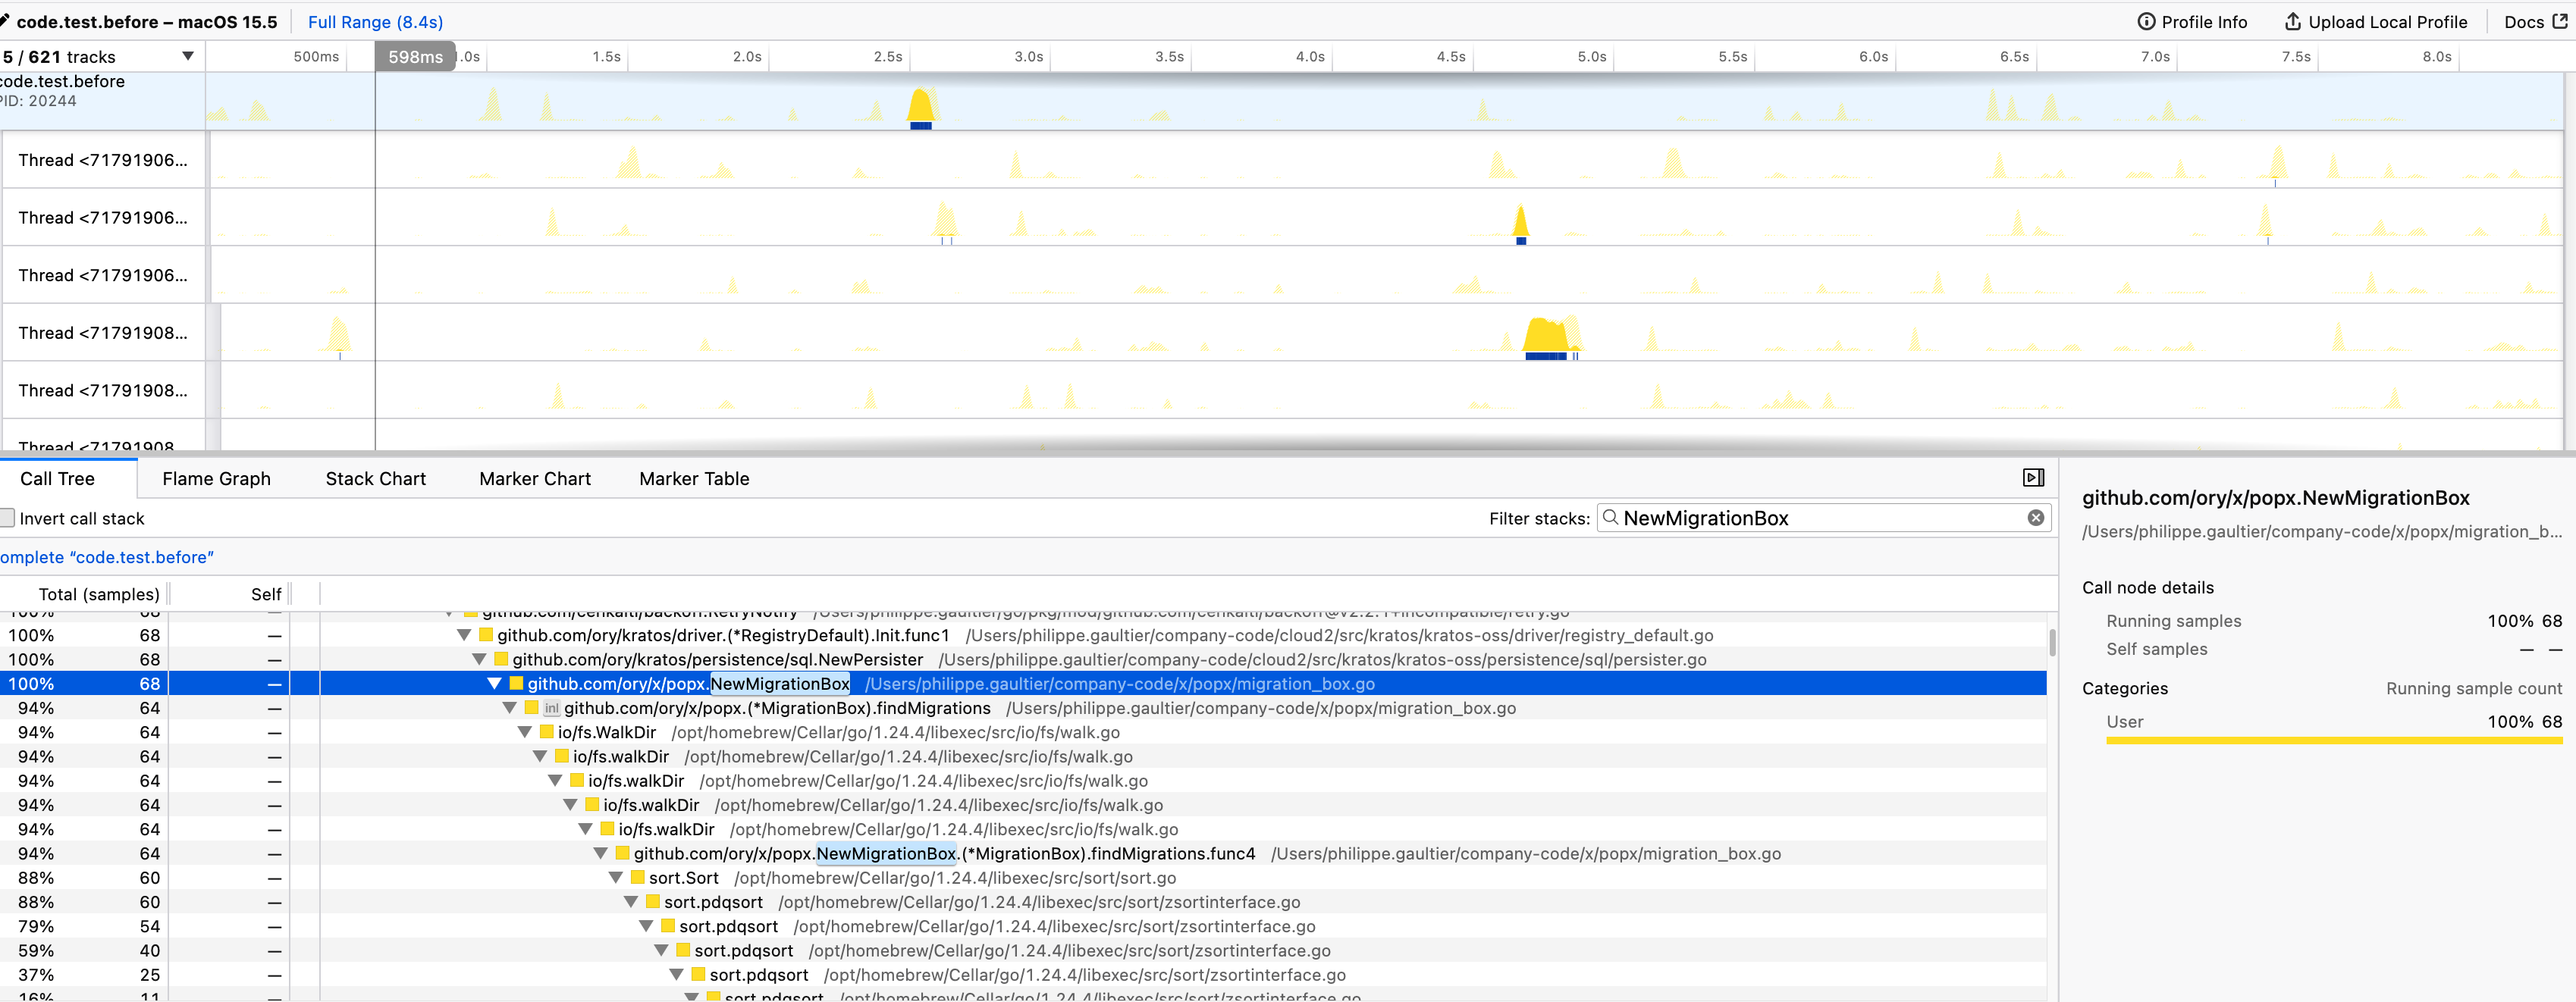 code.test.before – macOS 15.5 Full Range (8.4s) Profile Info Upload Local Profile Docs
5 / 621 tracks 500ms 598ms 1.0s 1.5s 2.0s 2.5s 3.0s 3.5s 4.0s 4.5s 5.0s 5.5s 6.0s 6.5s 7.0s 7.5s 8.0s
code.test.before
PID: 20244
Thread <71791906...
Thread <71791906...
Thread <71791906...
Thread <71791908...
Thread <71791908...
Thread <71791908
Call Tree Flame Graph Stack Chart Marker Chart Marker Table
Invert call stack Filter stacks: NewMigrationBox
omplete “code.test.before”
Total (samples) Self
100% 68 — github.com/cenkalti/backoff.RetryNotify /Users/philippe.gaultier/go/pkg/mod/github.com/cenkalti/backoff@v2.2.1+incompatible/retry.go
100% 68 — github.com/ory/kratos/driver.(*RegistryDefault).Init.func1 /Users/philippe.gaultier/company-code/cloud2/src/kratos/kratos-oss/driver/registry_default.go
100% 68 — github.com/ory/kratos/persistence/sql.NewPersister /Users/philippe.gaultier/company-code/cloud2/src/kratos/kratos-oss/persistence/sql/persister.go
100% 68 — github.com/ory/x/popx.NewMigrationBox /Users/philippe.gaultier/company-code/x/popx/migration_box.go
94% 64 — inl github.com/ory/x/popx.(*MigrationBox).findMigrations /Users/philippe.gaultier/company-code/x/popx/migration_box.go
94% 64 — io/fs.WalkDir /opt/homebrew/Cellar/go/1.24.4/libexec/src/io/fs/walk.go
94% 64 — io/fs.walkDir /opt/homebrew/Cellar/go/1.24.4/libexec/src/io/fs/walk.go
94% 64 — io/fs.walkDir /opt/homebrew/Cellar/go/1.24.4/libexec/src/io/fs/walk.go
94% 64 — io/fs.walkDir /opt/homebrew/Cellar/go/1.24.4/libexec/src/io/fs/walk.go
94% 64 — io/fs.walkDir /opt/homebrew/Cellar/go/1.24.4/libexec/src/io/fs/walk.go
94% 64 — github.com/ory/x/popx.NewMigrationBox.(*MigrationBox).findMigrations.func4 /Users/philippe.gaultier/company-code/x/popx/migration_box.go
88% 60 — sort.Sort /opt/homebrew/Cellar/go/1.24.4/libexec/src/sort/sort.go
88% 60 — sort.pdqsort /opt/homebrew/Cellar/go/1.24.4/libexec/src/sort/zsortinterface.go
79% 54 — sort.pdqsort /opt/homebrew/Cellar/go/1.24.4/libexec/src/sort/zsortinterface.go
59% 40 — sort.pdqsort /opt/homebrew/Cellar/go/1.24.4/libexec/src/sort/zsortinterface.go
37% 25 — sort.pdqsort /opt/homebrew/Cellar/go/1.24.4/libexec/src/sort/zsortinterface.go
16% 11 — sort.pdqsort /opt/homebrew/Cellar/go/1.24.4/libexec/src/sort/zsortinterface.go
github.com/ory/x/popx.NewMigrationBox
/Users/philippe.gaultier/company-code/x/popx/migration_b...
Call node details
Running samples 100% 68
Self samples — —
Categories Running sample count
User 100% 68